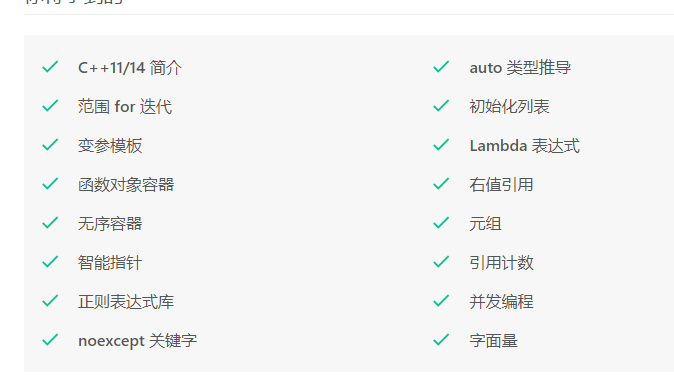 C++11/14 简介
auto 类型推导
范围 for 迭代
初始化列表
变参模板
Lambda 表达式
函数对象容器
右值引用
无序容器
元组
智能指针
引用计数
正则表达式库
并发编程
noexcept 关键字
字面量